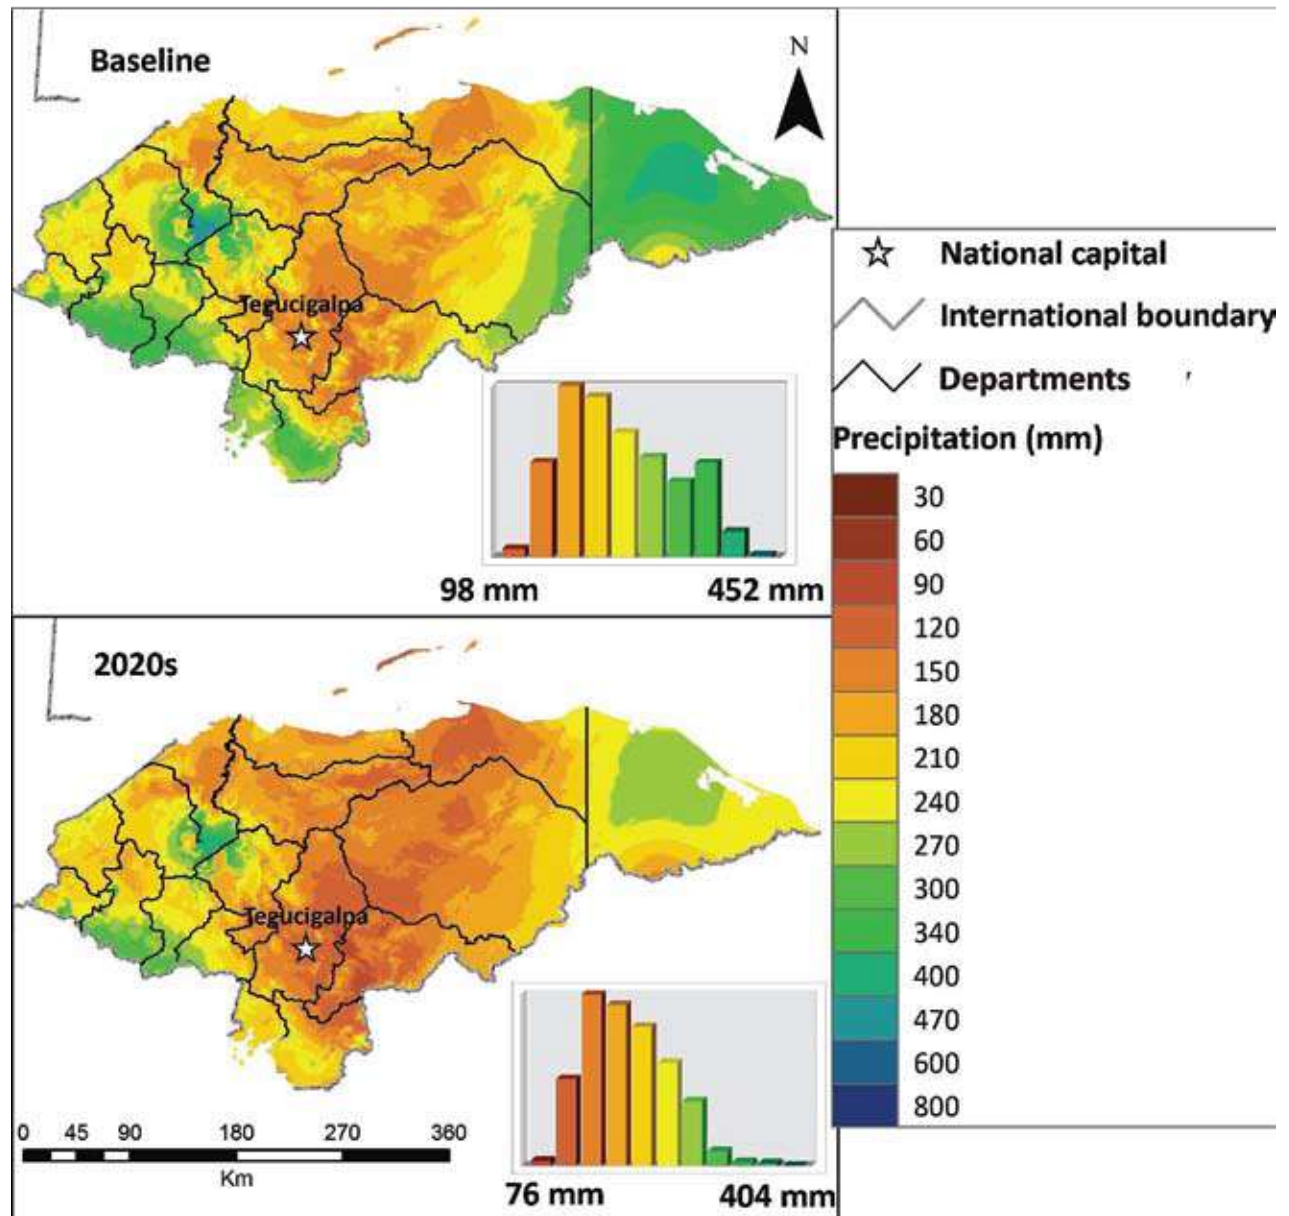 Baseline
N
Tegucigalpa
98 mm
452 mm
National capital
International boundary
Departments
Precipitation (mm)
30
60
90
120
150
180
210
240
270
300
340
400
470
600
800
2020s
Tegucigalpa
0 45 90 180 270 360
Km
76 mm
404 mm